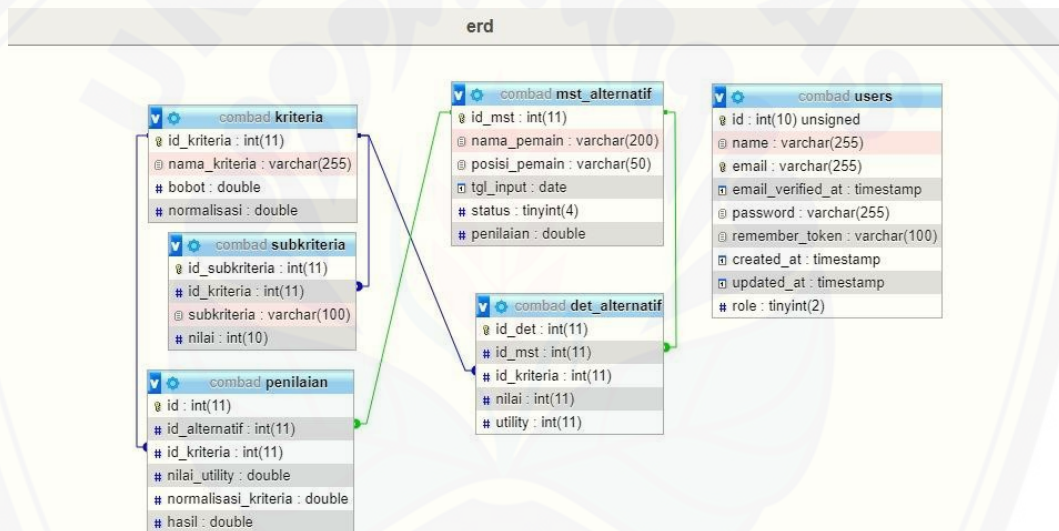 erd
combad kriteria
id_kriteria : int(11)
nama_kriteria : varchar(255)
# bobot : double
# normalisasi : double
combad subkriteria
id_subkriteria : int(11)
# id_kriteria : int(11)
subkriteria : varchar(100)
# nilai : int(10)
combad penilaian
id : int(11)
# id_alternatif : int(11)
# id_kriteria : int(11)
# nilai_utility : double
# normalisasi_kriteria : double
# hasil : double
combad mst_alternatif
id_mst : int(11)
nama_pemain : varchar(200)
posisi_pemain : varchar(50)
tgl_input : date
# status : tinyint(4)
# penilaian : double
combad det_alternatif
id_det : int(11)
# id_mst : int(11)
# id_kriteria : int(11)
# nilai : int(11)
# utility : int(11)
combad users
id : int(10) unsigned
name : varchar(255)
email : varchar(255)
email_verified_at : timestamp
password : varchar(255)
remember_token : varchar(100)
created_at : timestamp
updated_at : timestamp
# role : tinyint(2)